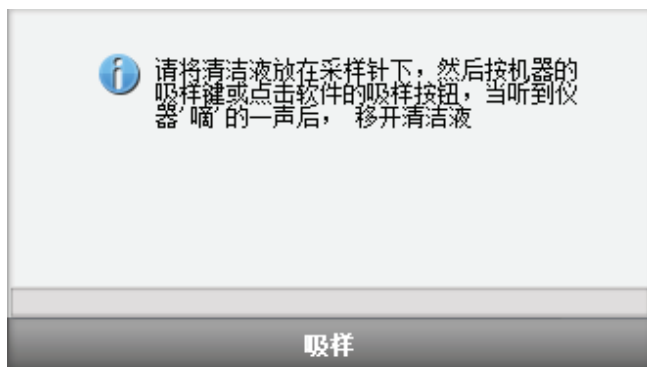 请将清洁液放在采样针下，然后按机器的
吸样键或点击软件的吸样按钮，当听到仪
器'嘀'的一声后， 移开清洁液
吸样